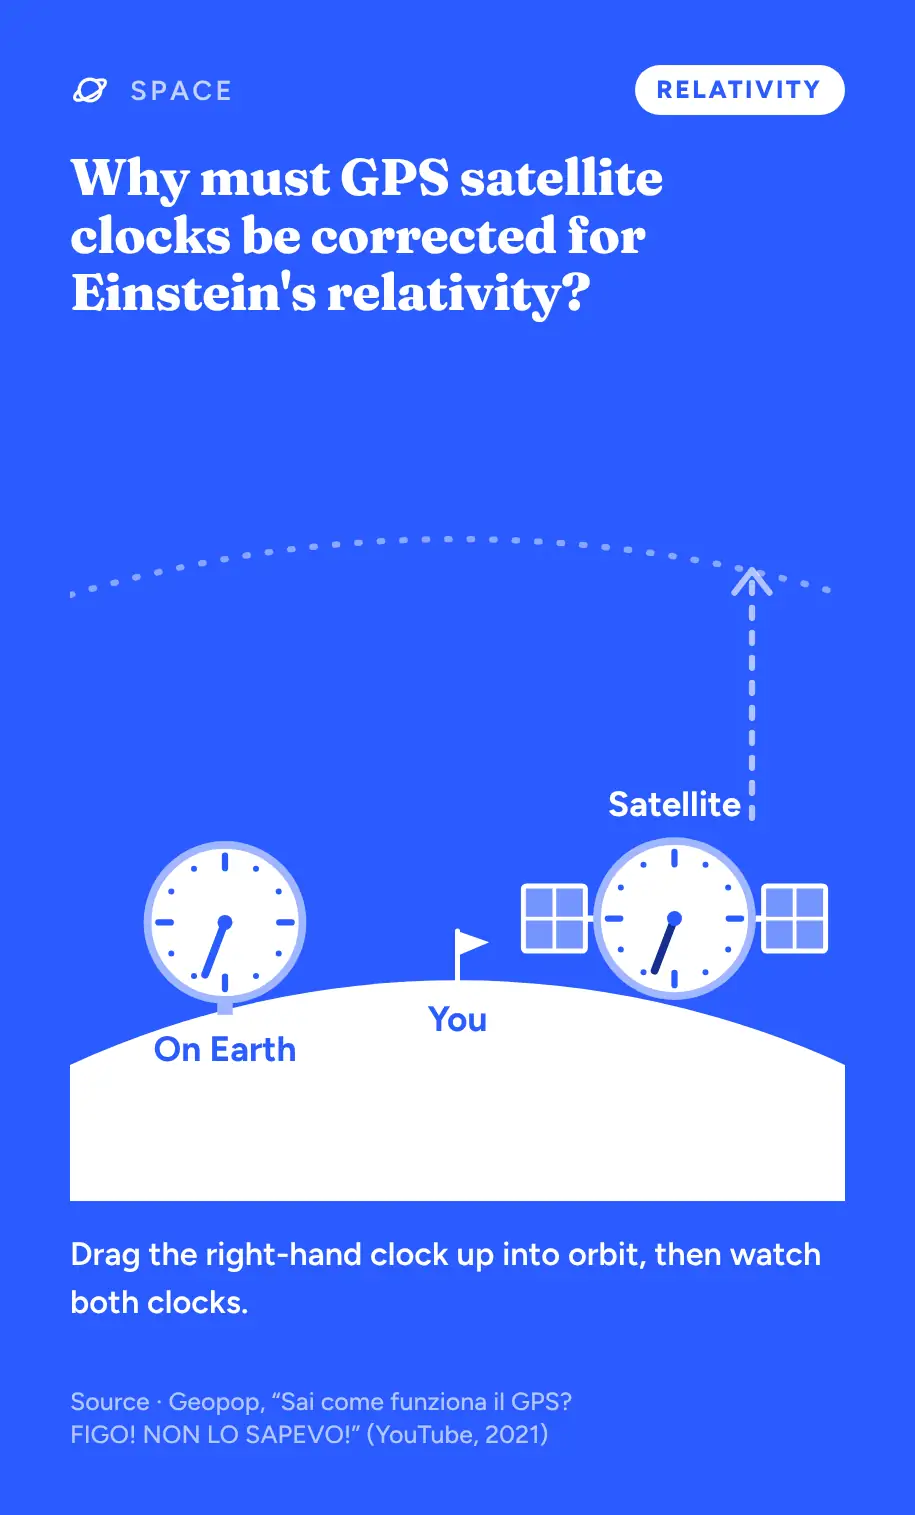 SPACE
RELATIVITY
Why must GPS satellite
clocks be corrected for
Einstein's relativity?
Satellite
You
On Earth
Drag the right-hand clock up into orbit, then watch
both clocks.
Source · Geopop, “Sai come funziona il GPS?
FIGO! NON LO SAPEVO!” (YouTube, 2021)